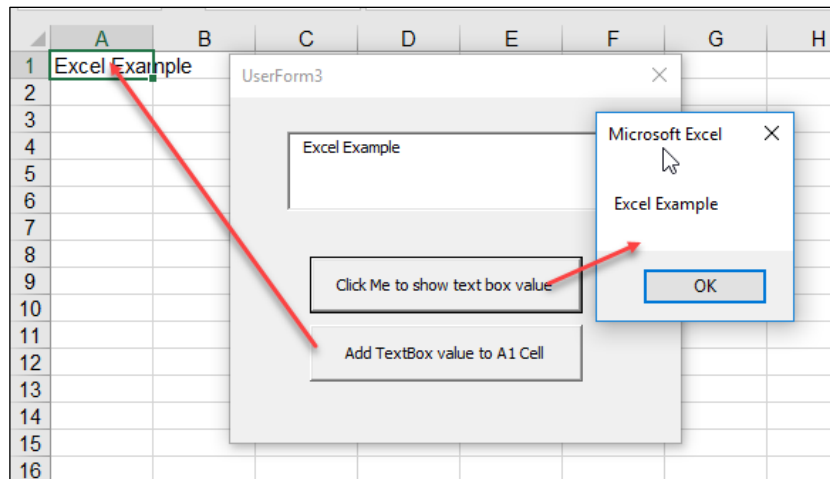 A B C D E F G H
1 Excel Example
2
3
4
5
6
7
8
9
10
11
12
13
14
15
16
UserForm3
Excel Example
Click Me to show text box value
Add TextBox value to A1 Cell
Microsoft Excel
Excel Example
OK